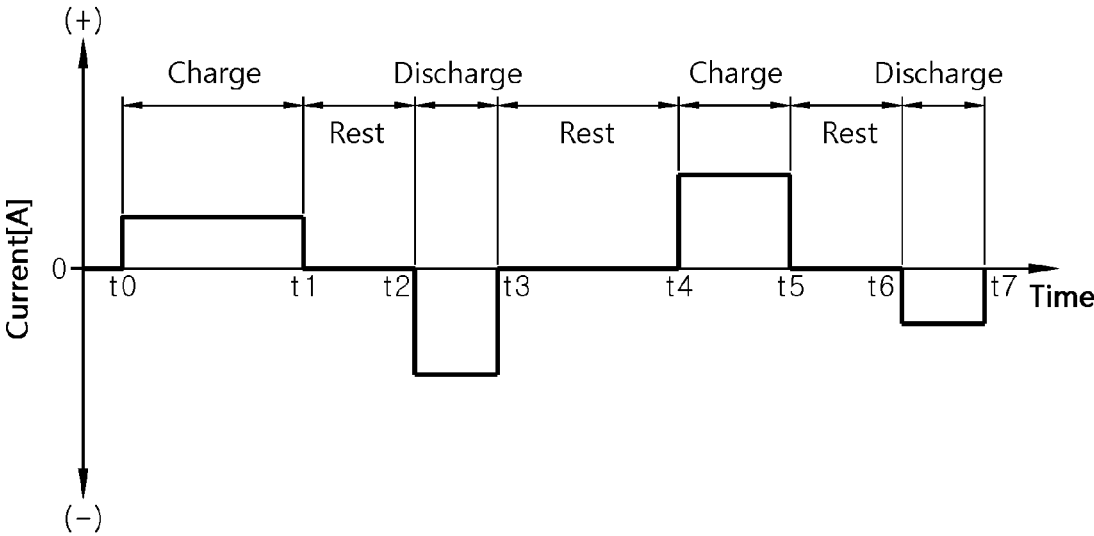 (+)
Charge
Discharge
Charge
Discharge
Rest
Rest
Rest
Current[A]
0
t0
t1
t2
t3
t4
t5
t6
t7
Time
(−)